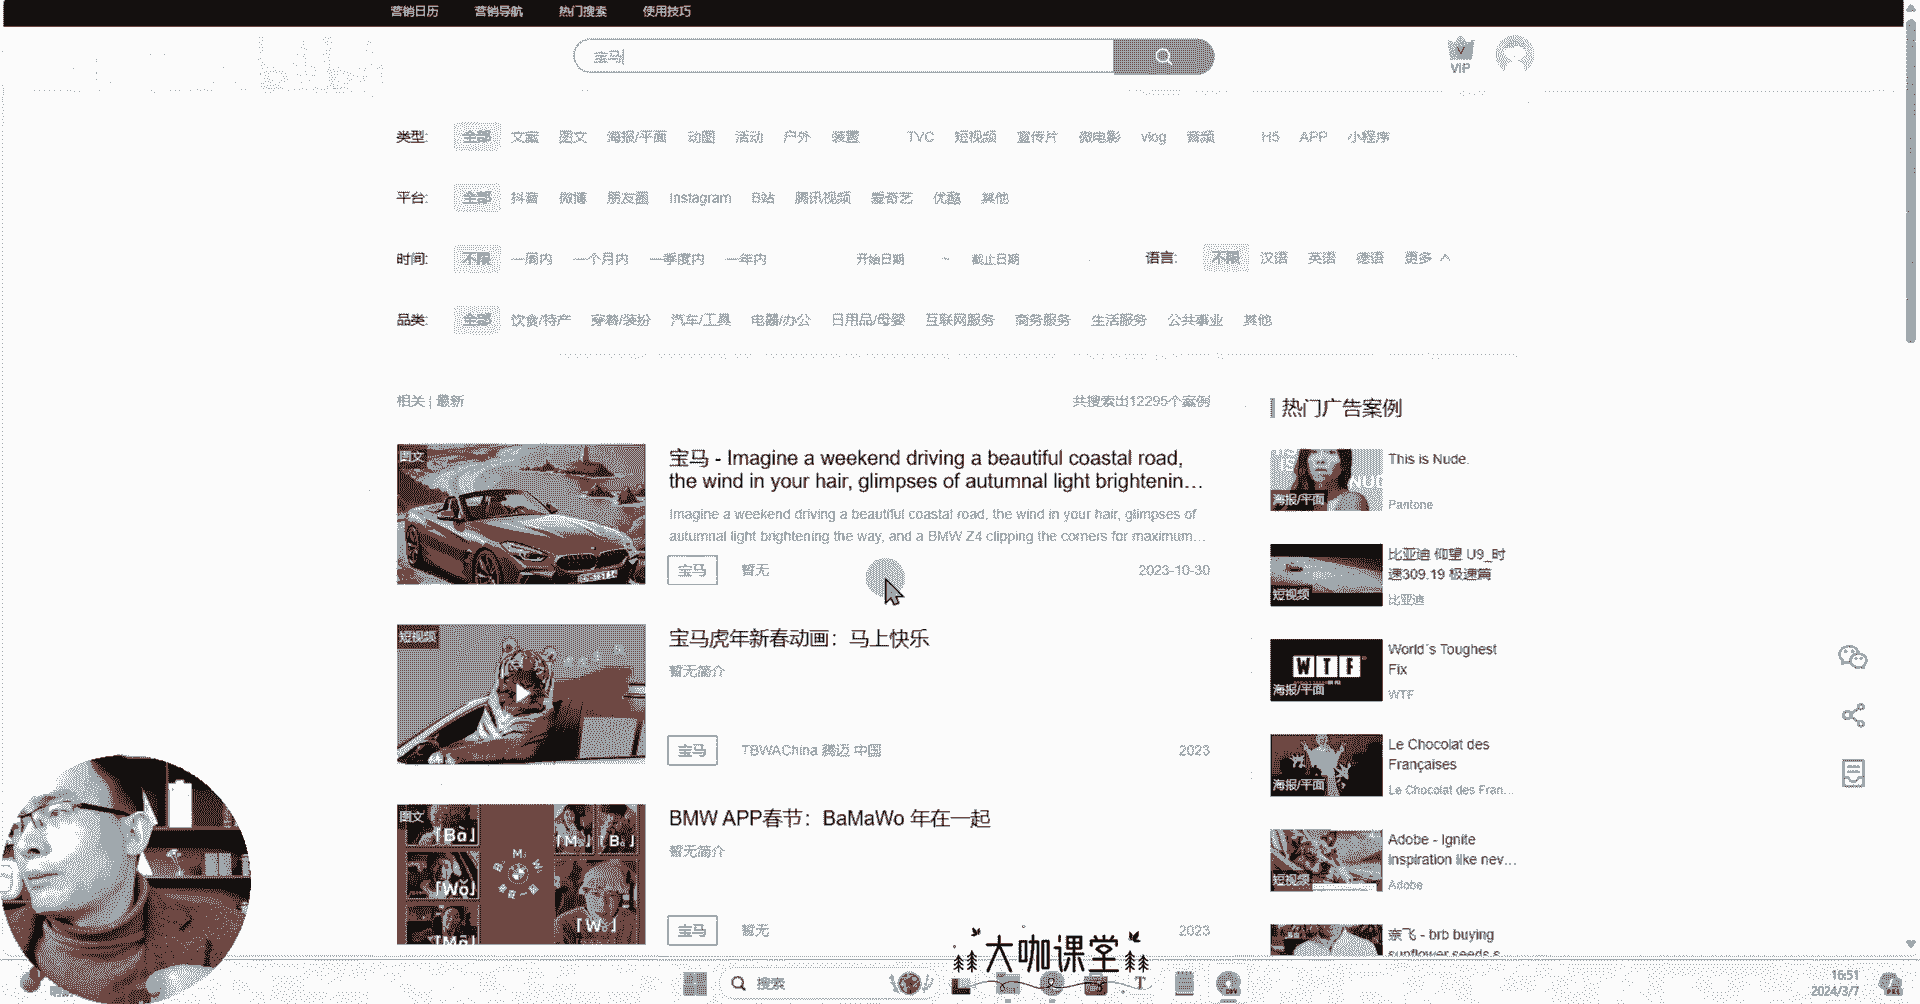 营销日历 营销导航 热门搜索 使用技巧
宝马
VIP
类型: 全部 文案 图文 海报/平面 动图 活动 户外 装置 TVC 短视频 宣传片 微电影 vlog 音频 H5 APP 小程序
平台: 全部 抖音 微博 朋友圈 Instagram B站 腾讯视频 爱奇艺 优酷 其他
时间: 不限 一周内 一个月内 一季度内 一年内 开始日期 ~ 截止日期 语言: 不限 汉语 英语 德语 更多
品类: 全部 饮食/特产 穿着/装扮 汽车/工具 电器/办公 日用品/母婴 互联网服务 商务服务 生活服务 公共事业 其他
相关 | 最新 共搜索出12295个案例
图文
宝马 - Imagine a weekend driving a beautiful coastal road,
the wind in your hair, glimpses of autumnal light brightenin...
Imagine a weekend driving a beautiful coastal road, the wind in your hair, glimpses of
autumnal light brightening the way, and a BMW Z4 clipping the corners for maximum...
宝马 暂无 2023-10-30
短视频
宝马虎年新春动画：马上快乐
暂无简介
宝马 TBWAChina 腾迈 中国 2023
图文
BMW APP春节：BaMaWo 年在一起
暂无简介
宝马 暂无 2023
「Bà」
「Wǒ」
热门广告案例
海报/平面
This is Nude.
Pantone
短视频
比亚迪 仰望 U9_时
速309.19 极速篇
比亚迪
WTF
海报/平面
World´s Toughest
Fix
WTF
海报/平面
Le Chocolat des
Françaises
Le Chocolat des Fran...
短视频
Adobe - Ignite
inspiration like nev...
Adobe
奈飞 - brb buying
sunflower seeds s
大咖课堂
搜索
16:51
2024/3/7